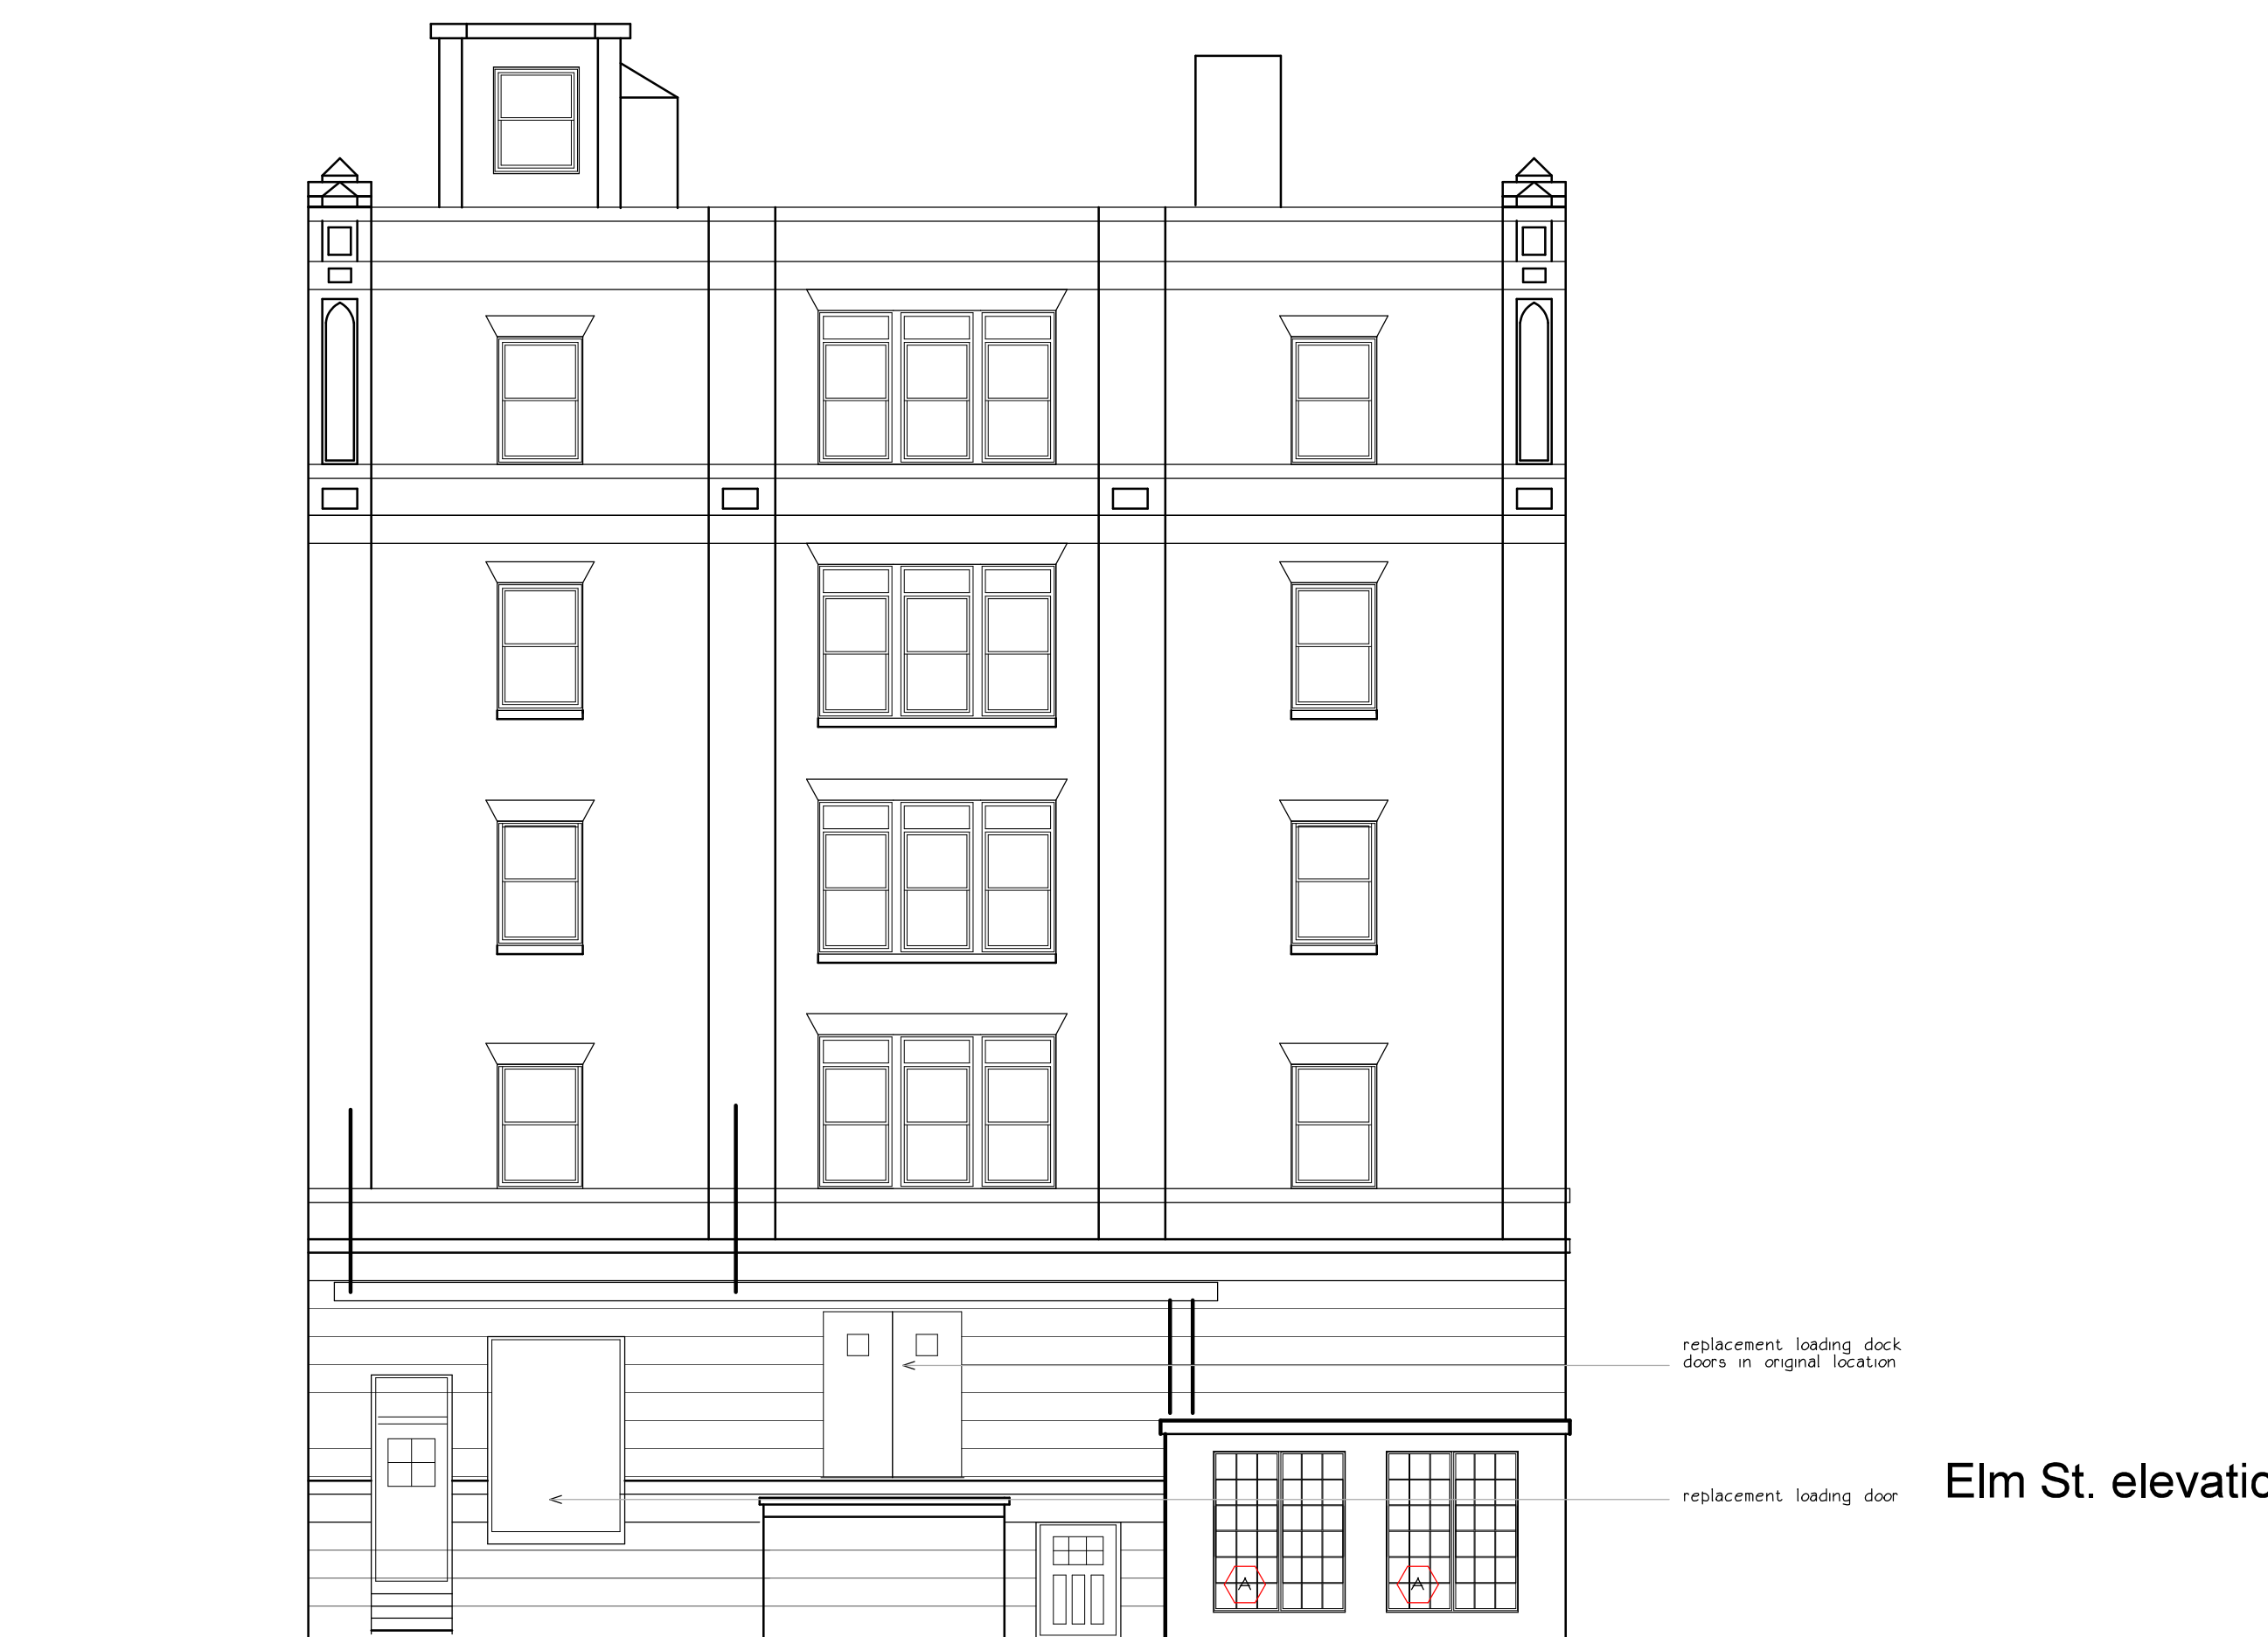 replacement loading dock
doors in original location
replacement loading door
Elm St. elevatio
A
A